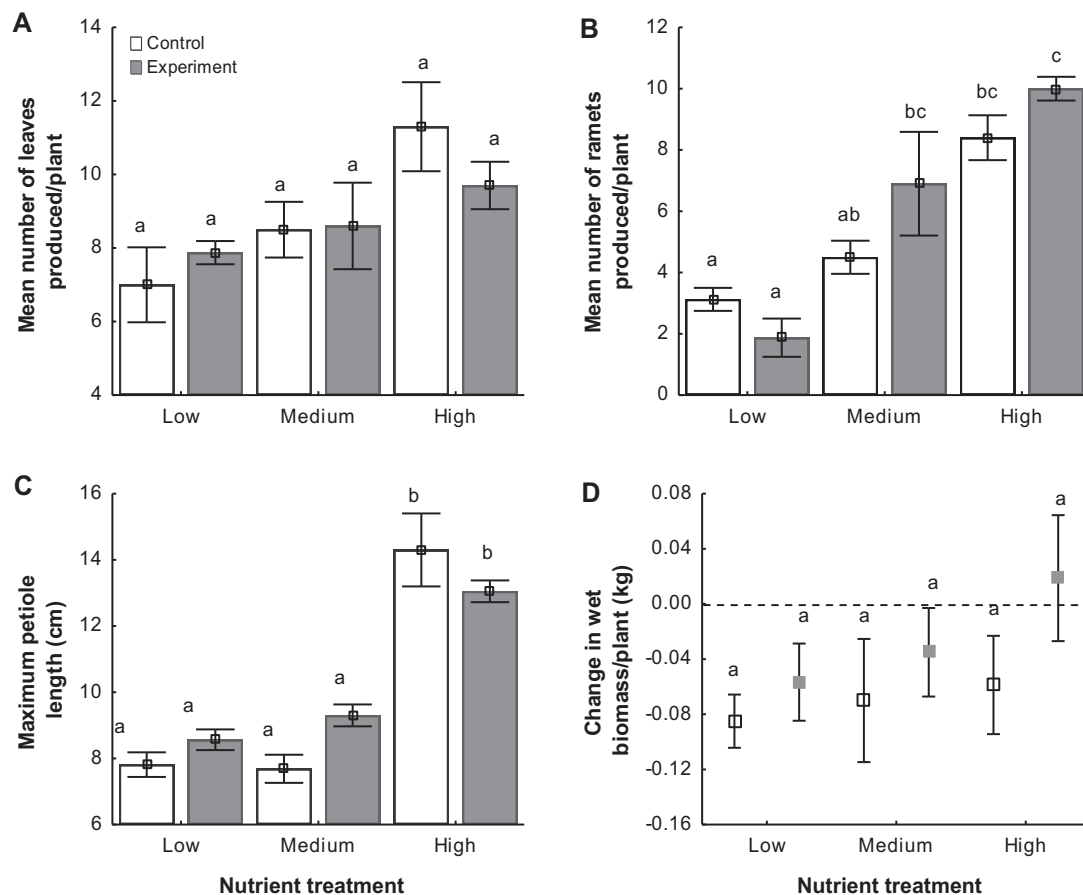 A
Mean number of leaves
produced/plant
14
12
10
8
6
4
Control
Experiment
a
a
a
a
a
a
Low
Medium
High
B
Mean number of ramets
produced/plant
12
10
8
6
4
2
0
a
a
ab
bc
bc
c
Low
Medium
High
C
Maximum petiole
length (cm)
16
14
12
10
8
6
a
a
a
a
b
b
Low
Medium
High
Nutrient treatment
D
Change in wet
biomass/plant (kg)
0.08
0.04
0.00
-0.04
-0.08
-0.12
-0.16
a
a
a
a
a
a
Low
Medium
High
Nutrient treatment